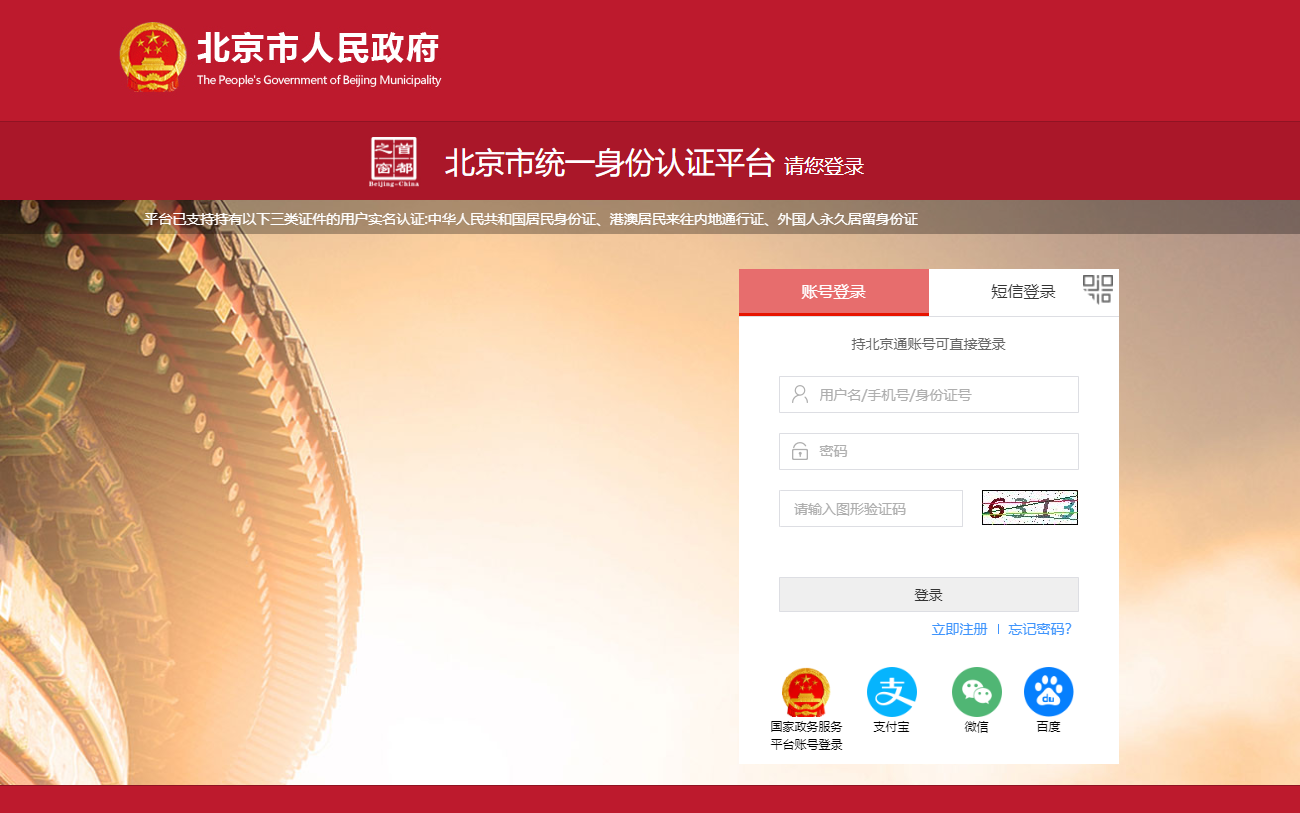 北京市人民政府
The People's Government of Beijing Municipality
首都之窗
Beijing-China
北京市统一身份认证平台 请您登录
平台已支持持有以下三类证件的用户实名认证:中华人民共和国居民身份证、港澳居民来往内地通行证、外国人永久居留身份证
账号登录 短信登录
持北京通账号可直接登录
用户名/手机号/身份证号
密码
请输入图形验证码 6313
登录
立即注册 | 忘记密码?
支 du
国家政务服务 支付宝 微信 百度
平台账号登录